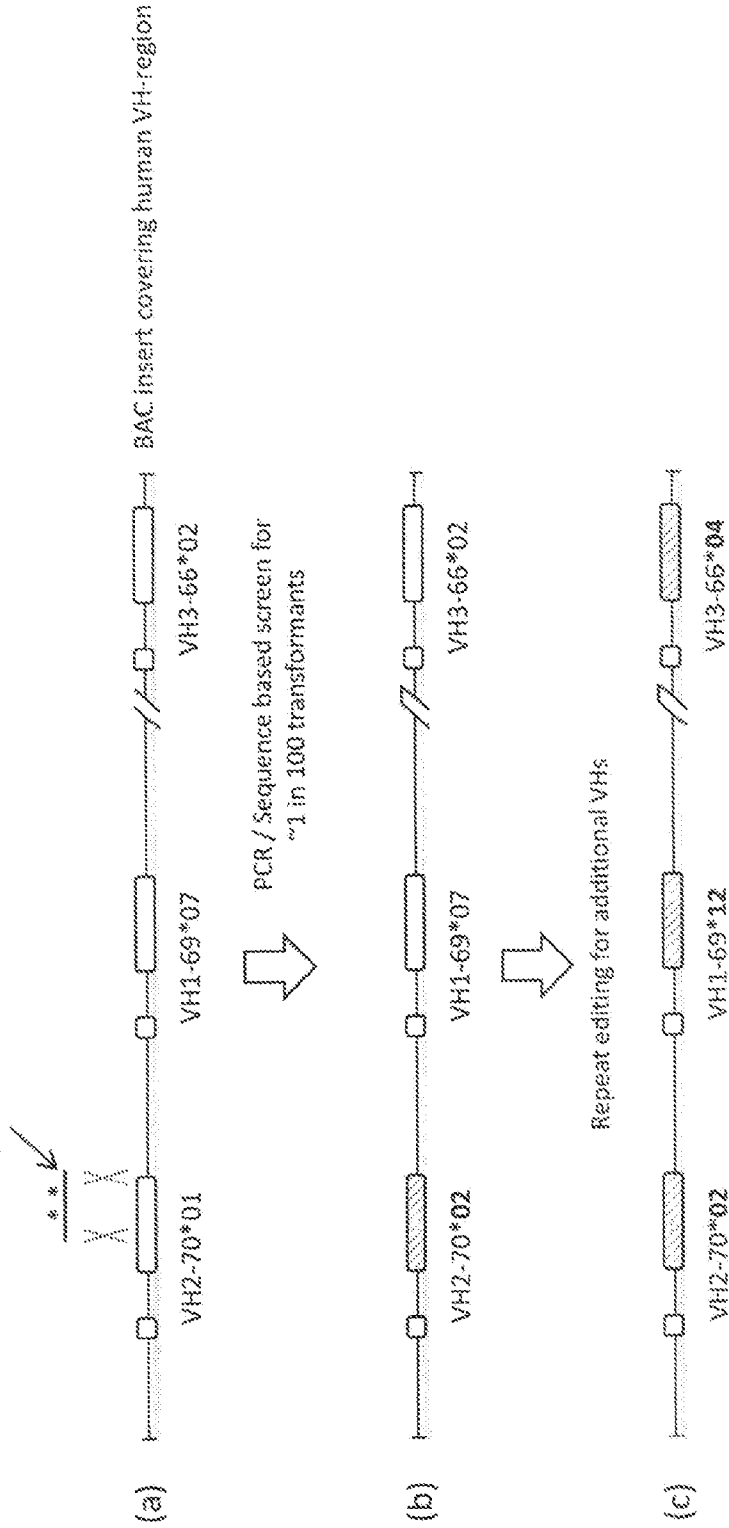 * *
(a)
BAC insert covering human VH-region
VH2-70*01
VH1-69*07
VH3-66*02
PCR / Sequence based screen for
~1 in 100 transformants
(b)
VH2-70*02
VH1-69*07
VH3-66*02
Repeat editing for additional VHs
(c)
VH2-70*02
VH1-69*12
VH3-66*04